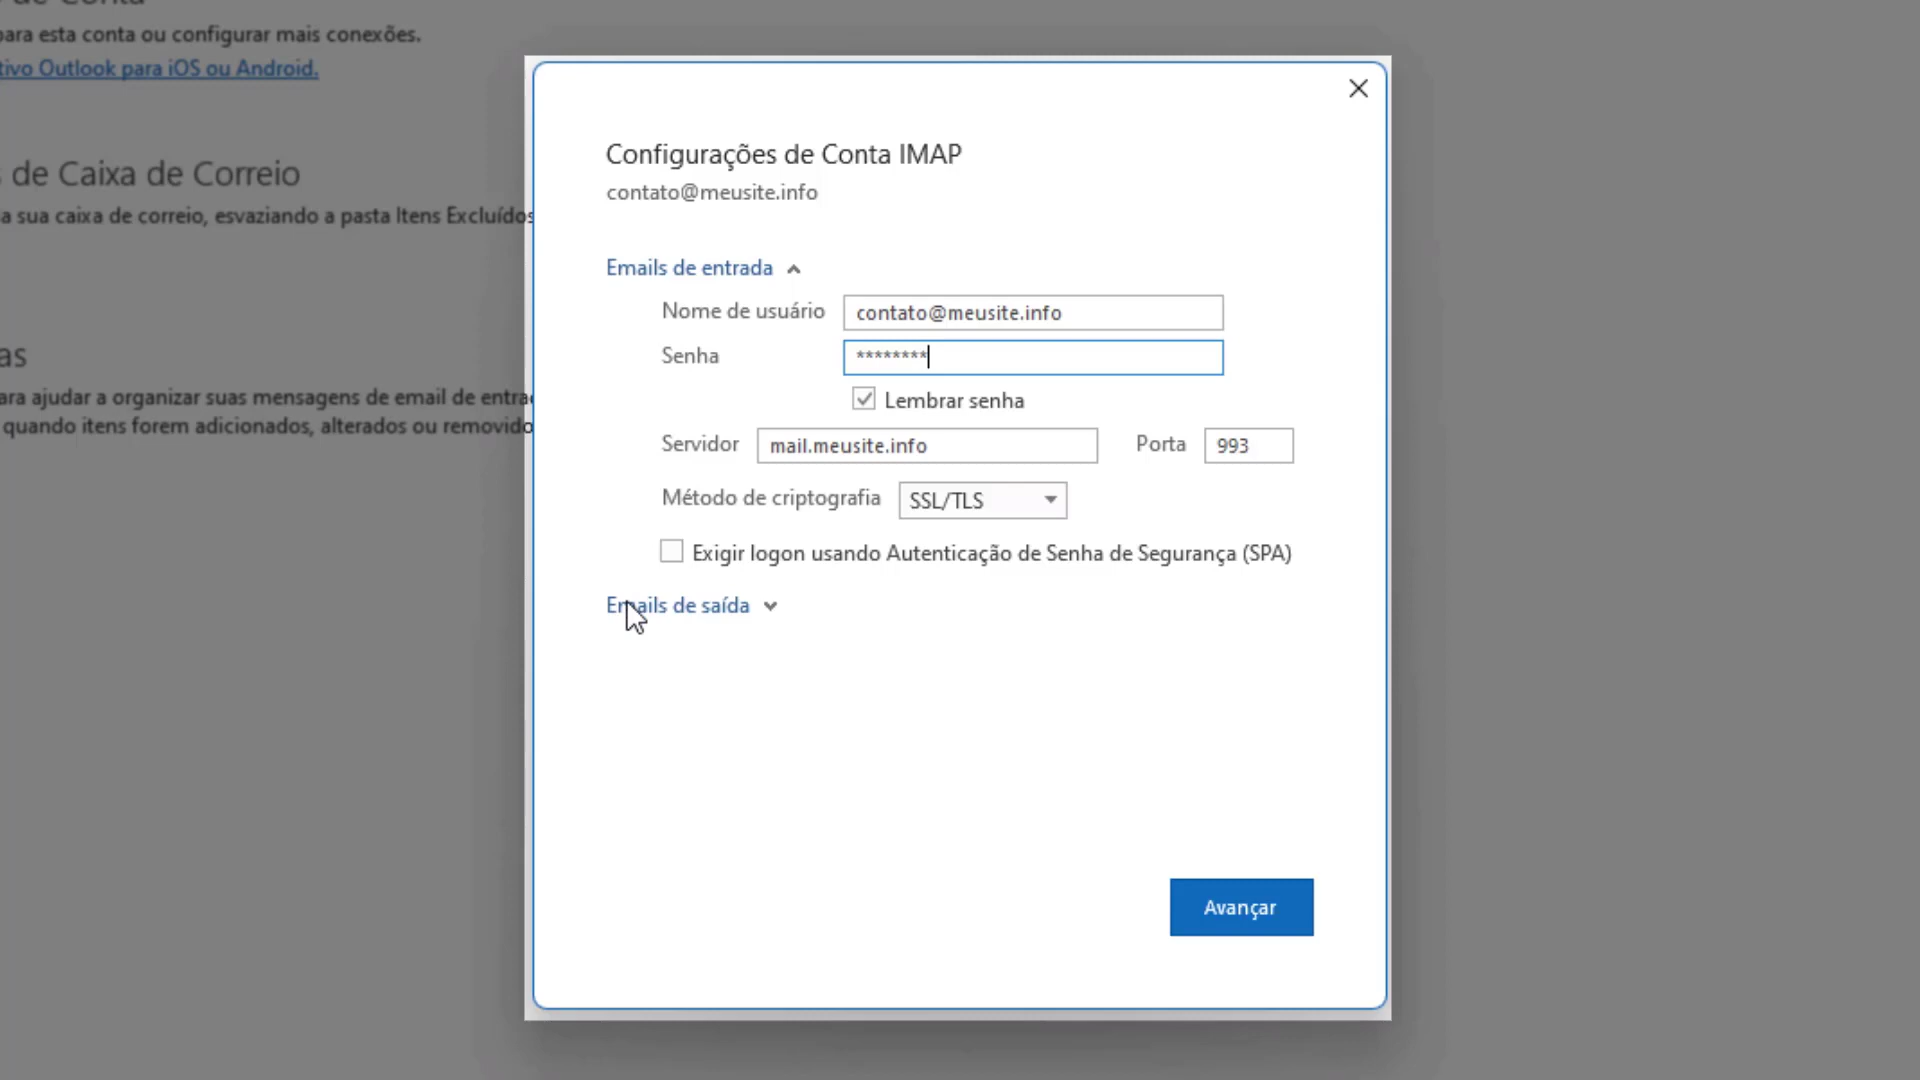 de Conta
para esta conta ou configurar mais conexões.
tivo Outlook para iOS ou Android.
de Caixa de Correio
a sua caixa de correio, esvaziando a pasta Itens Excluídos
as
ara ajudar a organizar suas mensagens de email de entra
quando itens forem adicionados, alterados ou removido
Configurações de Conta IMAP
contato@meusite.info
Emails de entrada
Nome de usuário contato@meusite.info
Senha ********
Lembrar senha
Servidor mail.meusite.info Porta 993
Método de criptografia SSL/TLS
Exigir logon usando Autenticação de Senha de Segurança (SPA)
Emails de saída
Avançar